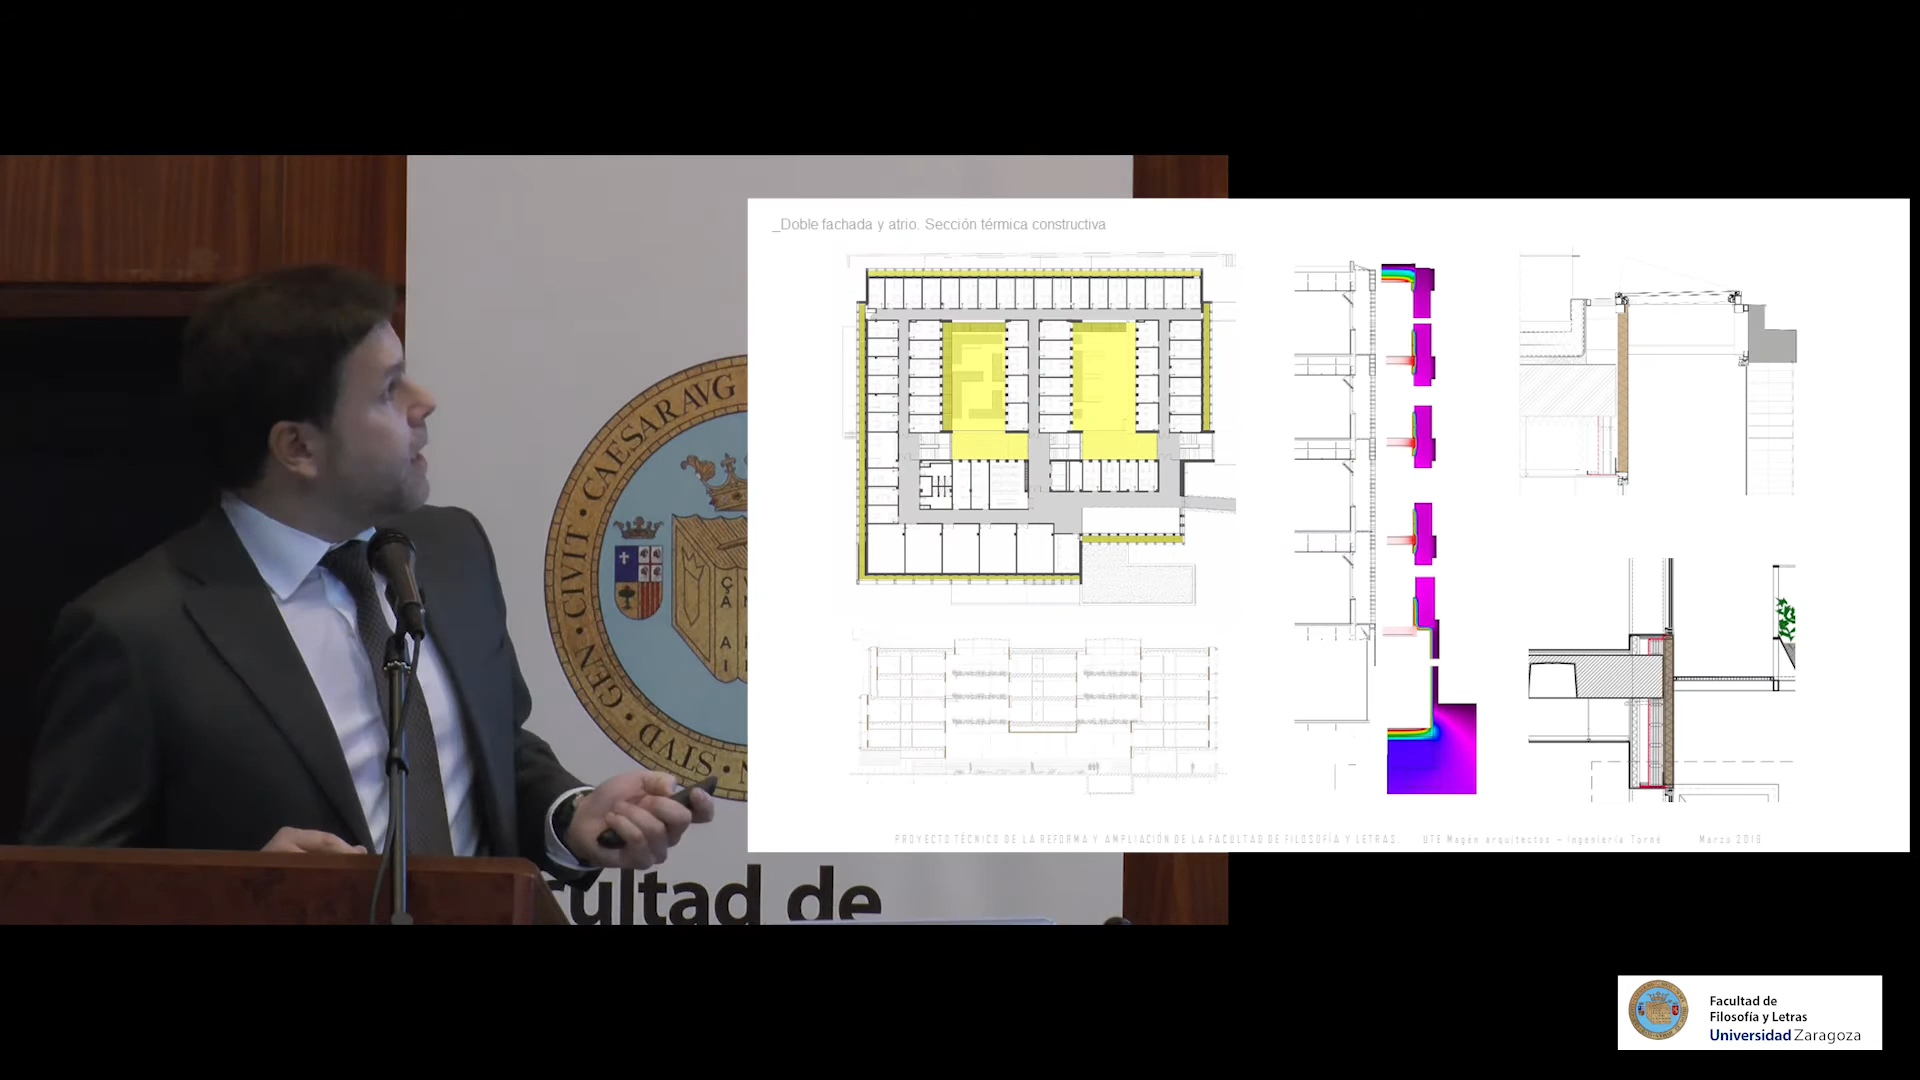 _Doble fachada y atrio. Sección térmica constructiva
CAESARAVG
CIVIT
GEN
STVD
PROYECTO TÉCNICO DE LA REFORMA Y AMPLIACIÓN DE LA FACULTAD DE FILOSOFÍA Y LETRAS. UTE Magén arquitectos – Ingeniería Torné Marzo 2018
cultad de
Facultad de
Filosofía y Letras
Universidad Zaragoza